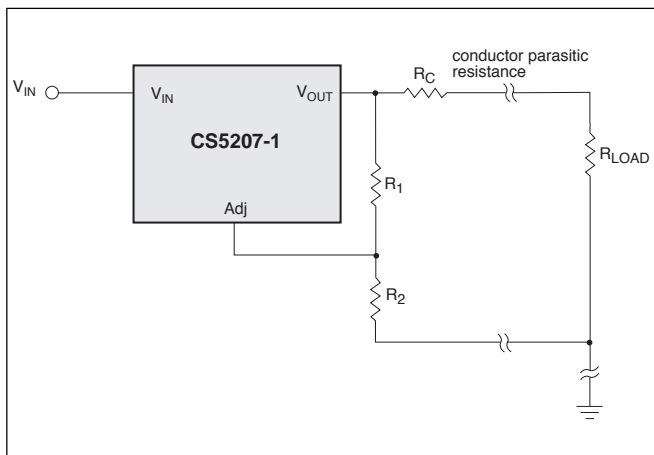 conductor parasitic
resistance
R_C
V_IN
V_IN
V_OUT
CS5207-1
R_LOAD
R_1
Adj
R_2